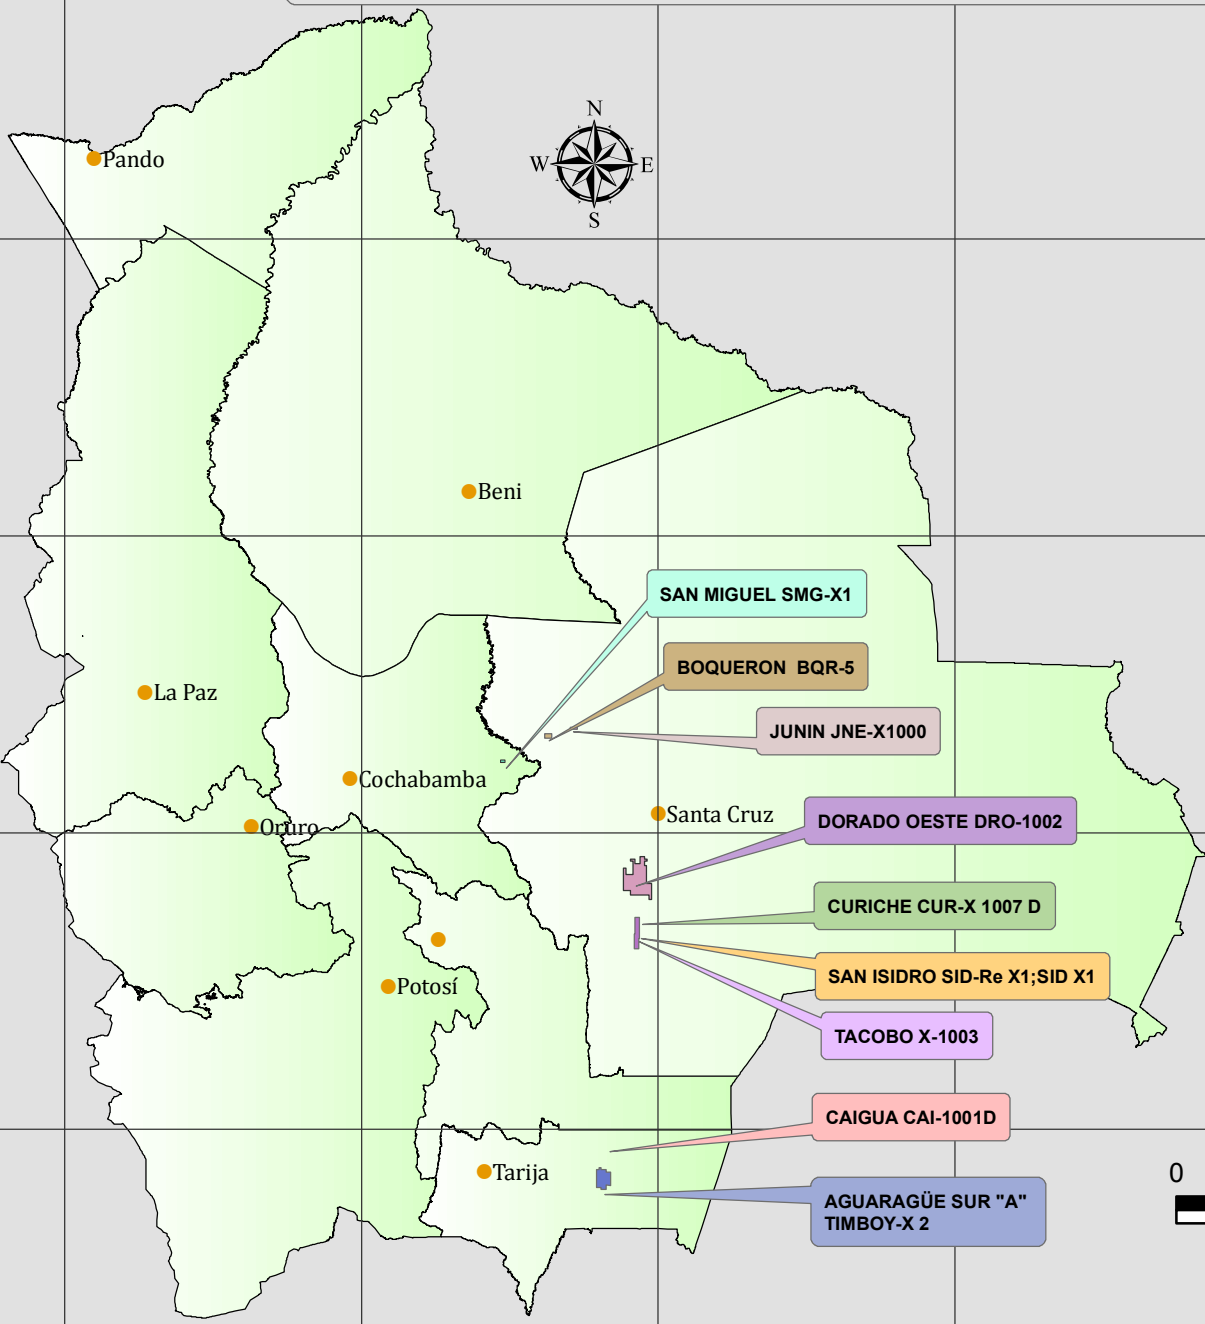 N
W
E
S
Pando
Beni
SAN MIGUEL SMG-X1
BOQUERON BQR-5
La Paz
JUNIN JNE-X1000
Cochabamba
Santa Cruz
DORADO OESTE DRO-1002
Oruro
CURICHE CUR-X 1007 D
SAN ISIDRO SID-Re X1;SID X1
Potosí
TACOBO X-1003
CAIGUA CAI-1001D
Tarija
0
AGUARAGÜE SUR "A"
TIMBOY-X 2